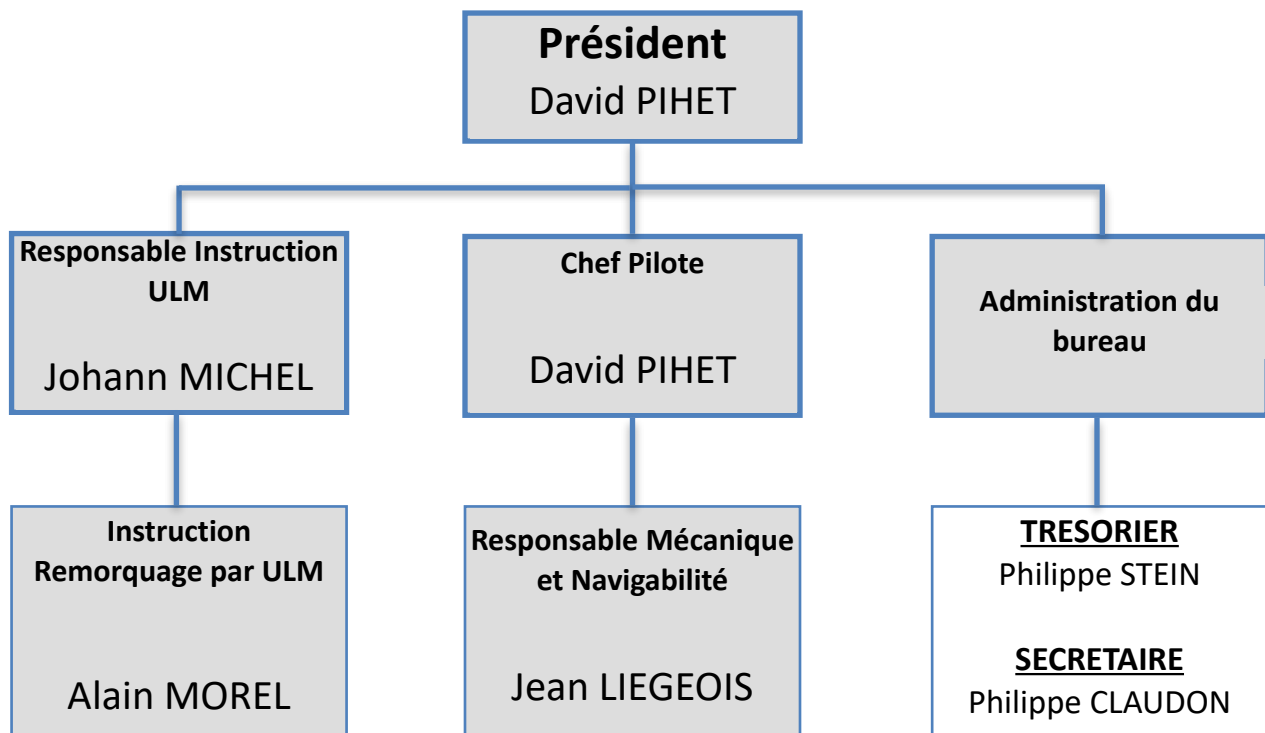 Président
David PIHET
Responsable Instruction
ULM
Johann MICHEL
Chef Pilote
David PIHET
Administration du
bureau
Instruction
Remorquage par ULM
Alain MOREL
Responsable Mécanique
et Navigabilité
Jean LIEGEOIS
TRESORIER
Philippe STEIN
SECRETAIRE
Philippe CLAUDON